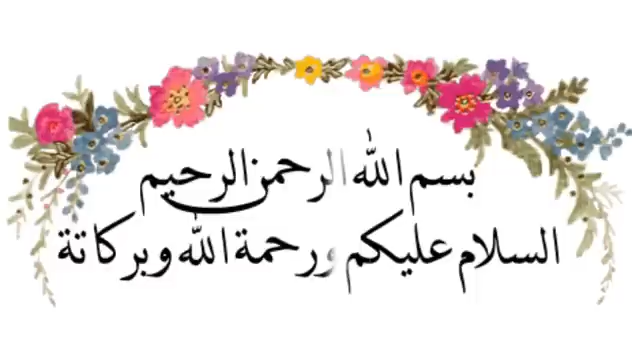 بسم الله الرحمن الرحيم
السلام عليكم ورحمة الله وبركاتة